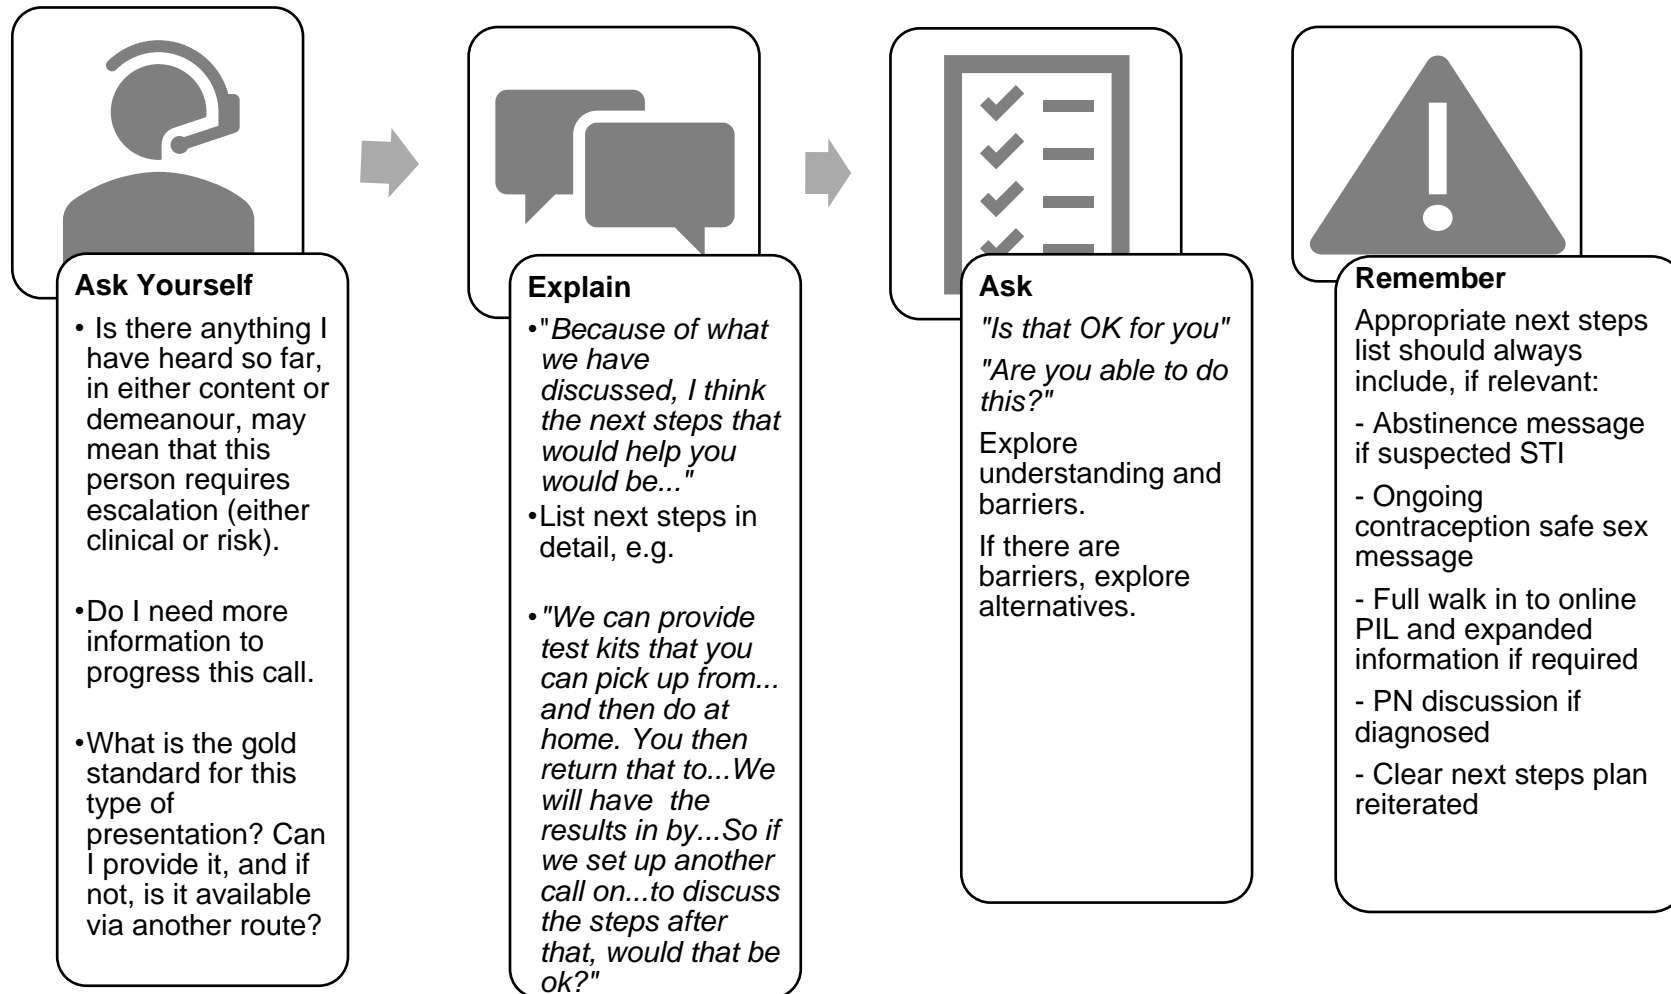 Ask Yourself
• Is there anything I
have heard so far,
in either content or
demeanour, may
mean that this
person requires
escalation (either
clinical or risk).
•Do I need more
information to
progress this call.
•What is the gold
standard for this
type of
presentation? Can
I provide it, and if
not, is it available
via another route?
Explain
•"Because of what
we have
discussed, I think
the next steps that
would help you
would be..."
•List next steps in
detail, e.g.
•"We can provide
test kits that you
can pick up from...
and then do at
home. You then
return that to...We
will have the
results in by...So if
we set up another
call on...to discuss
the steps after
that, would that be
ok?"
Ask
"Is that OK for you"
"Are you able to do
this?"
Explore
understanding and
barriers.
If there are
barriers, explore
alternatives.
Remember
Appropriate next steps
list should always
include, if relevant:
- Abstinence message
if suspected STI
- Ongoing
contraception safe sex
message
- Full walk in to online
PIL and expanded
information if required
- PN discussion if
diagnosed
- Clear next steps plan
reiterated